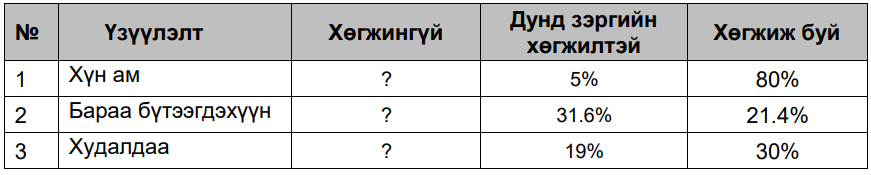 № Үзүүлэлт Хөгжингүй Дунд зэргийн хөгжилтэй Хөгжиж буй
1 Хүн ам ? 5% 80%
2 Бараа бүтээгдэхүүн ? 31.6% 21.4%
3 Худалдаа ? 19% 30%